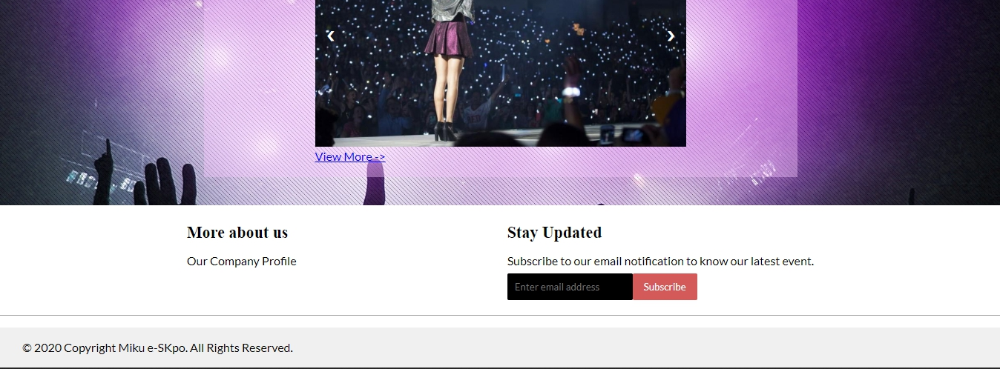 View More ->
More about us
Stay Updated
Our Company Profile
Subscribe to our email notification to know our latest event.
Enter email address
Subscribe
© 2020 Copyright Miku e-SKpo. All Rights Reserved.